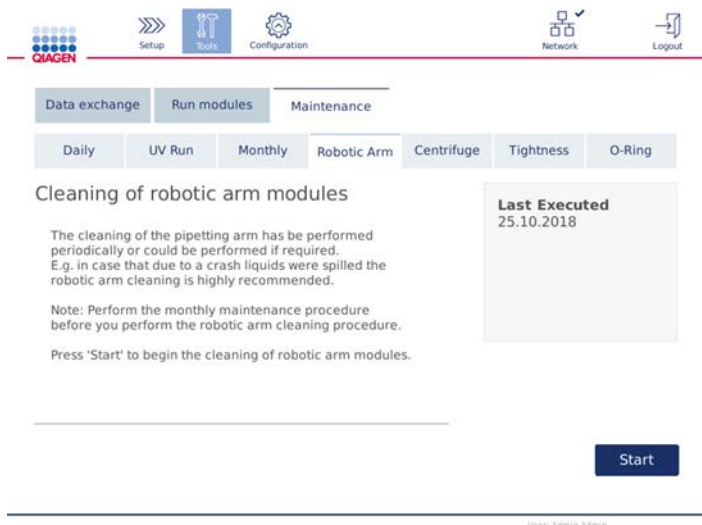 QIAGEN
Setup
Tools
Configuration
Network
Logout
Data exchange
Run modules
Maintenance
Daily
UV Run
Monthly
Robotic Arm
Centrifuge
Tightness
O-Ring
Cleaning of robotic arm modules
The cleaning of the pipetting arm has be performed
periodically or could be performed if required.
E.g. in case that due to a crash liquids were spilled the
robotic arm cleaning is highly recommended.
Note: Perform the monthly maintenance procedure
before you perform the robotic arm cleaning procedure.
Press 'Start' to begin the cleaning of robotic arm modules.
Last Executed
25.10.2018
Start
User: Admin Admin